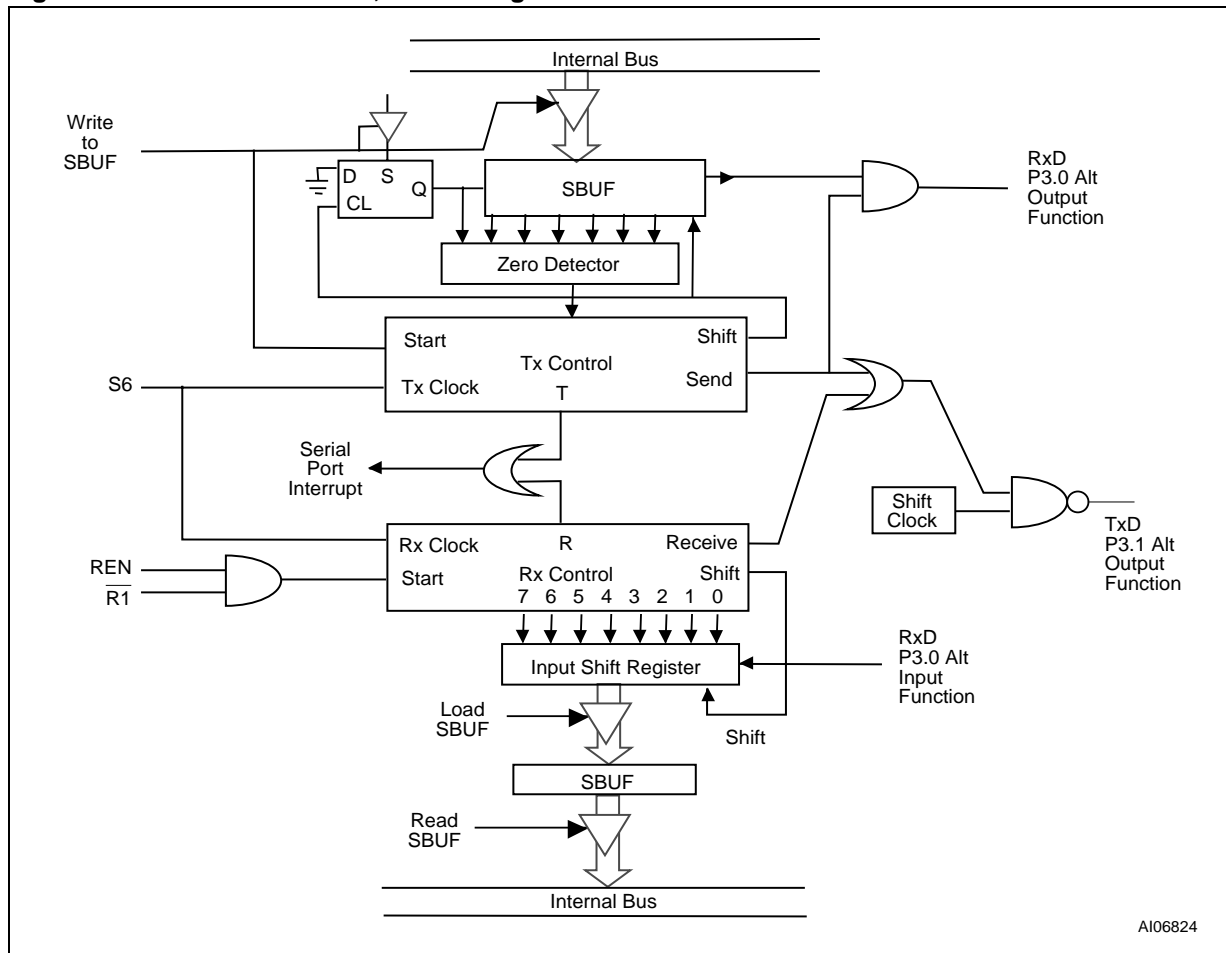 Internal Bus
Write
to
SBUF
D S
Q
CL
SBUF
RxD
P3.0 Alt
Output
Function
Zero Detector
Start
Shift
Tx Control
S6
Tx Clock
T
Send
Serial
Port
Interrupt
Shift
Clock
TxD
P3.1 Alt
Output
Function
Rx Clock
R
Receive
REN
R1
Start
Shift
Rx Control
7 6 5 4 3 2 1 0
Input Shift Register
RxD
P3.0 Alt
Input
Function
Load
SBUF
Shift
SBUF
Read
SBUF
Internal Bus
AI06824